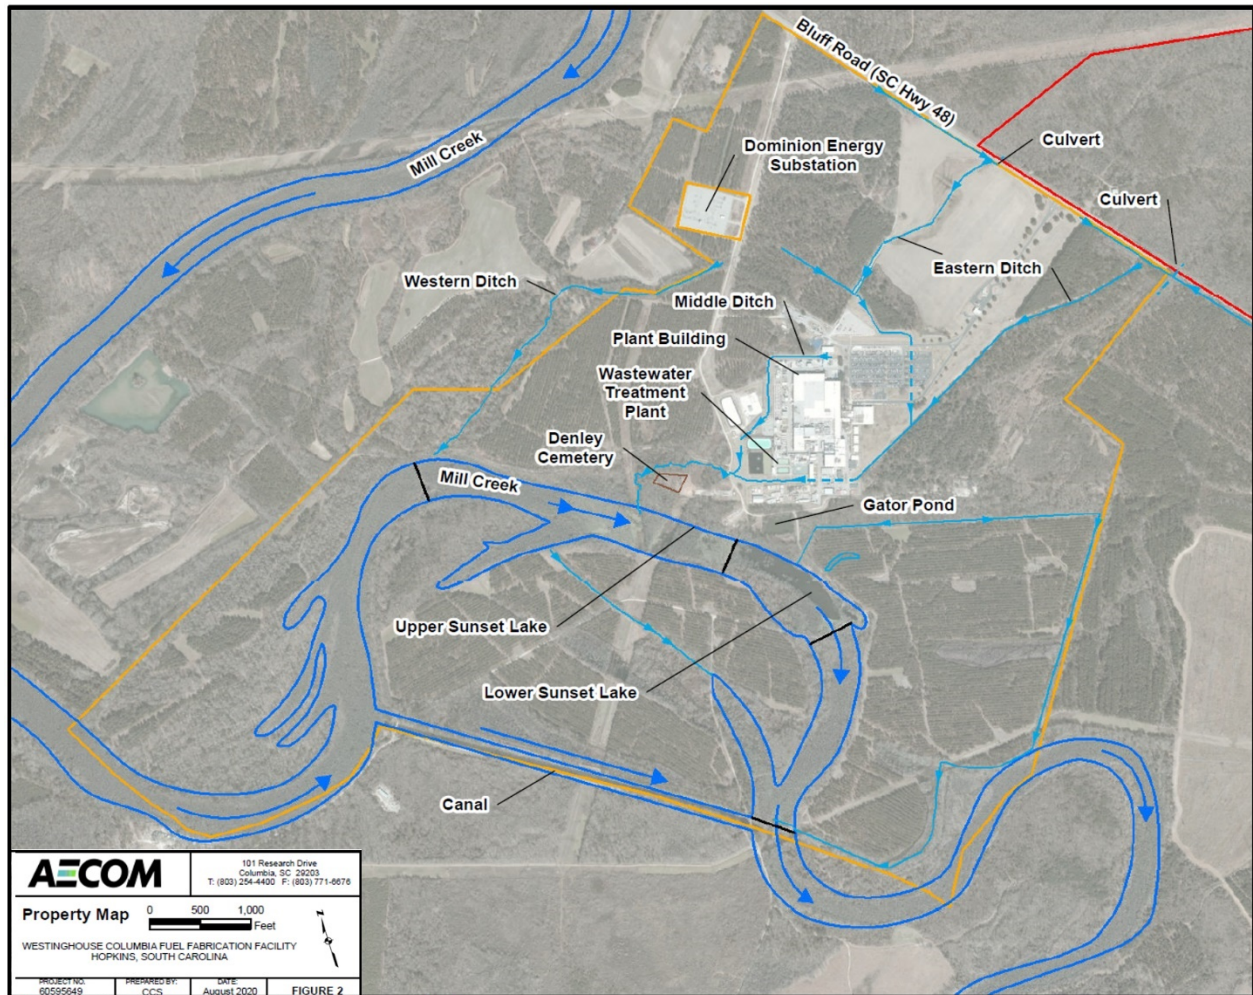 Bluff Road (SC Hwy 48)
Mill Creek
Dominion Energy
Substation
Culvert
Culvert
Western Ditch
Eastern Ditch
Middle Ditch
Plant Building
Wastewater
Treatment
Plant
Denley
Cemetery
Mill Creek
Gator Pond
Upper Sunset Lake
Lower Sunset Lake
Canal
AECOM
101 Research Drive
Columbia, SC 29203
T: (803) 254-4400 F: (803) 771-6676
Property Map
0 500 1,000
Feet
N
WESTINGHOUSE COLUMBIA FUEL FABRICATION FACILITY
HOPKINS, SOUTH CAROLINA
PROJECT NO.
60595649
PREPARED BY:
CCS
DATE:
August 2020
FIGURE 2